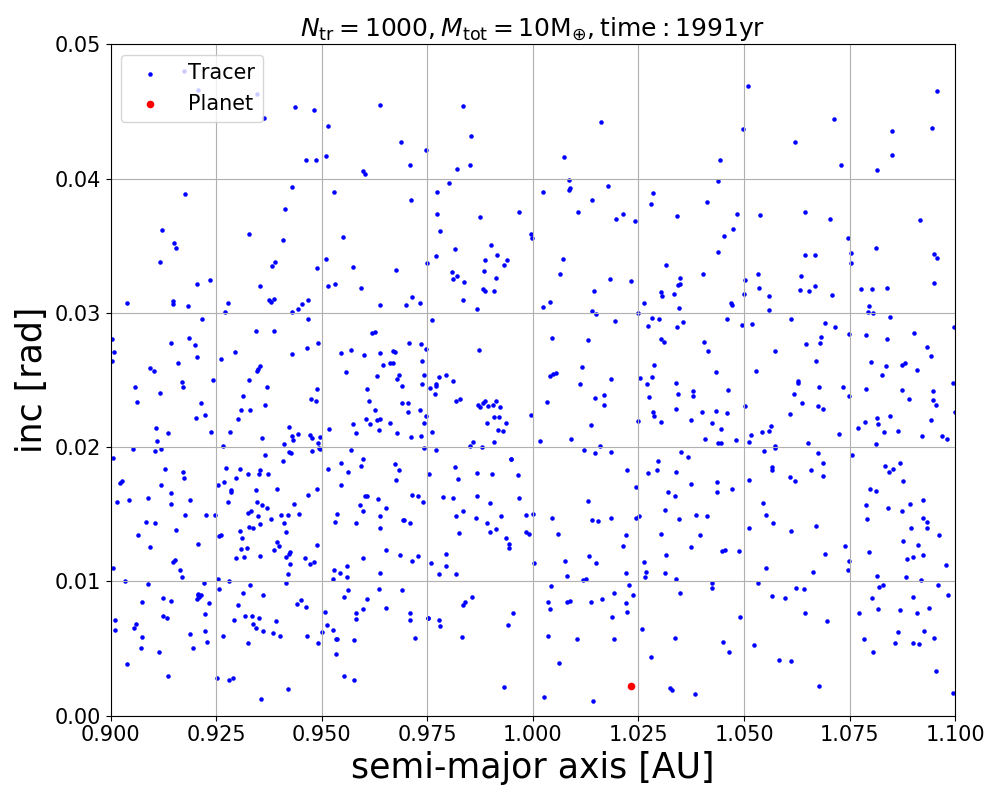 N_tr = 1000, M_tot = 10M_⊕, time : 1991yr
Tracer
Planet
0.05
0.04
0.03
0.02
0.01
0.00
inc [rad]
0.900 0.925 0.950 0.975 1.000 1.025 1.050 1.075 1.100
semi-major axis [AU]